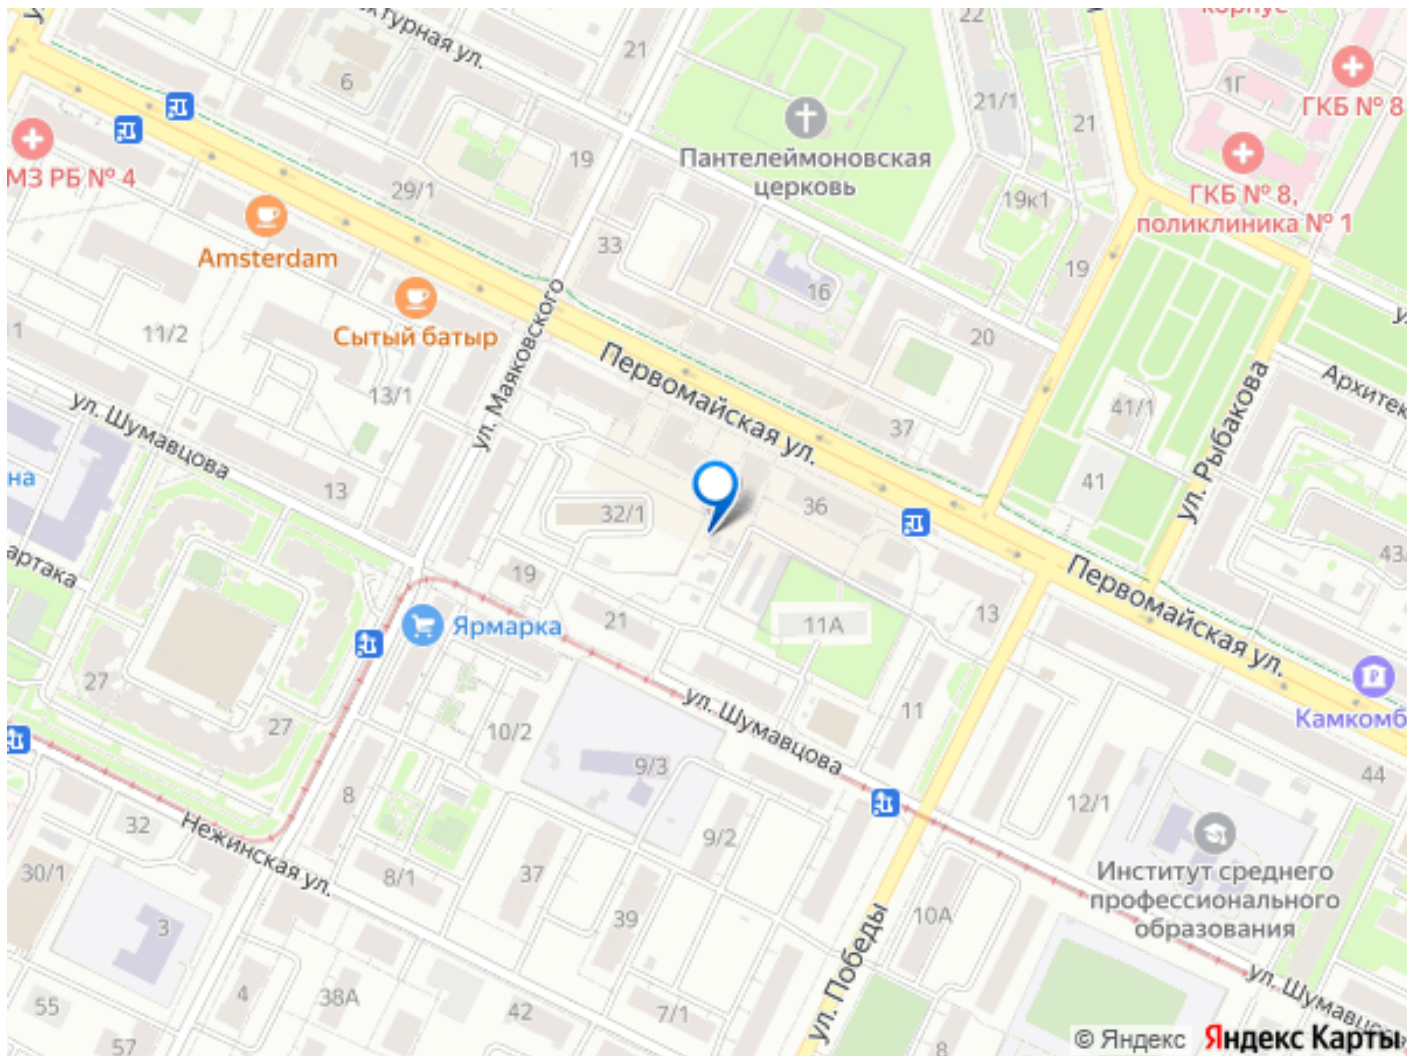 корпус
22
турная ул.
21
6
1Г
ГКБ № 8
21/1
21
МЗ РБ № 4
19
Пантелеймоновская
церковь
29/1
19к1
ГКБ № 8,
поликлиника № 1
Amsterdam
33
16
19
11/2
Сытый батыр
20
ул. Маяковского
Первомайская ул.
13/1
37
41/1
Архитек
ул. Шумавцова
ул. Рыбакова
на
13
32/1
36
41
43
артака
19
21
11А
13
Первомайская ул.
Ярмарка
27
27
10/2
ул. Шумавцова
11
Камкомб
9/3
44
8
12/1
32
Нежинская ул.
9/2
30/1
8/1
37
Институт среднего
профессионального
образования
39
10А
3
ул. Победы
ул. Шумавцова
55
4
38А
42
7/1
57
8
© Яндекс Яндекс Карты